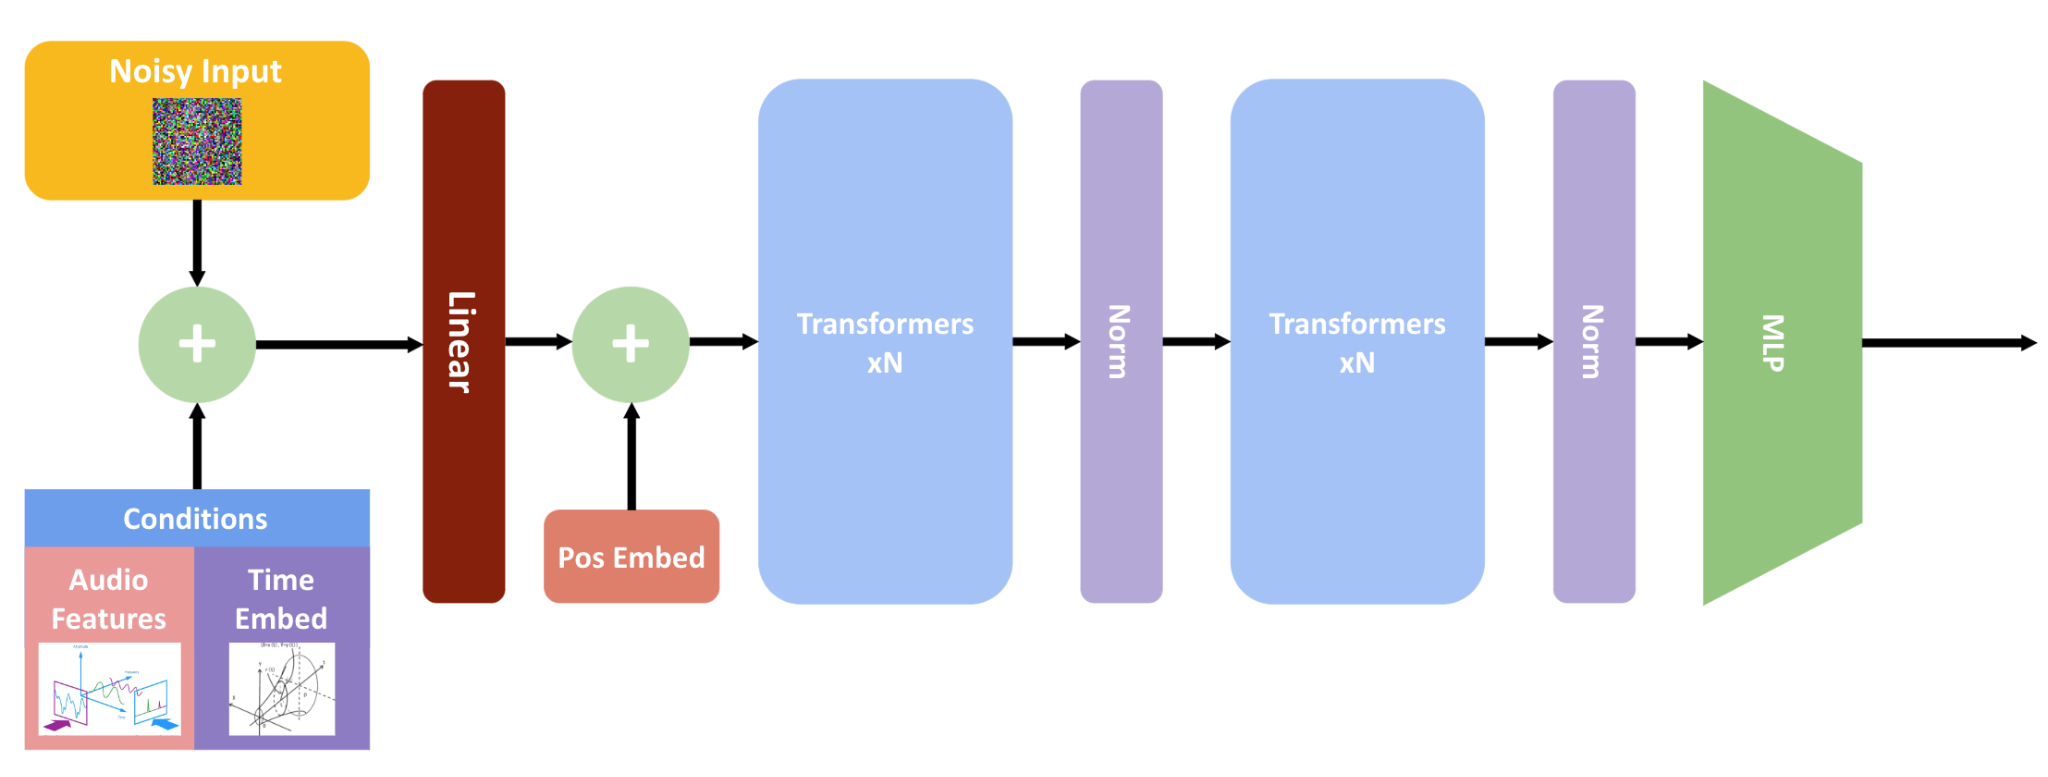 Noisy Input
+
Conditions
Audio
Features
Time
Embed
Linear
+
Pos Embed
Transformers
xN
Norm
Transformers
xN
Norm
MLP